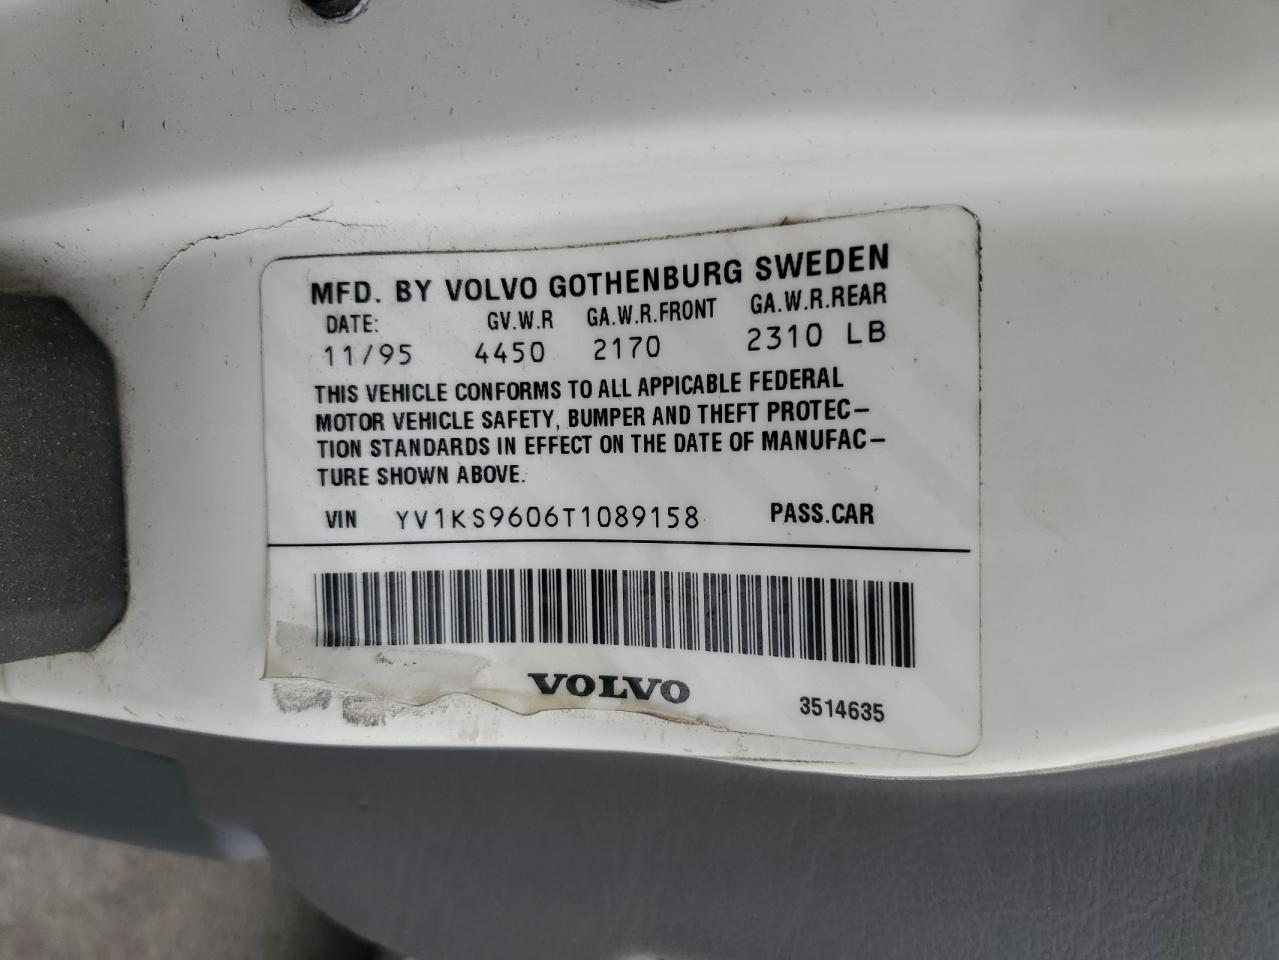 MFD. BY VOLVO GOTHENBURG SWEDEN
DATE: GV.W.R GA.W.R.FRONT GA.W.R.REAR
11/95 4450 2170 2310 LB
THIS VEHICLE CONFORMS TO ALL APPICABLE FEDERAL
MOTOR VEHICLE SAFETY, BUMPER AND THEFT PROTEC–
TION STANDARDS IN EFFECT ON THE DATE OF MANUFAC–
TURE SHOWN ABOVE.
VIN YV1KS9606T1089158 PASS.CAR
VOLVO
3514635